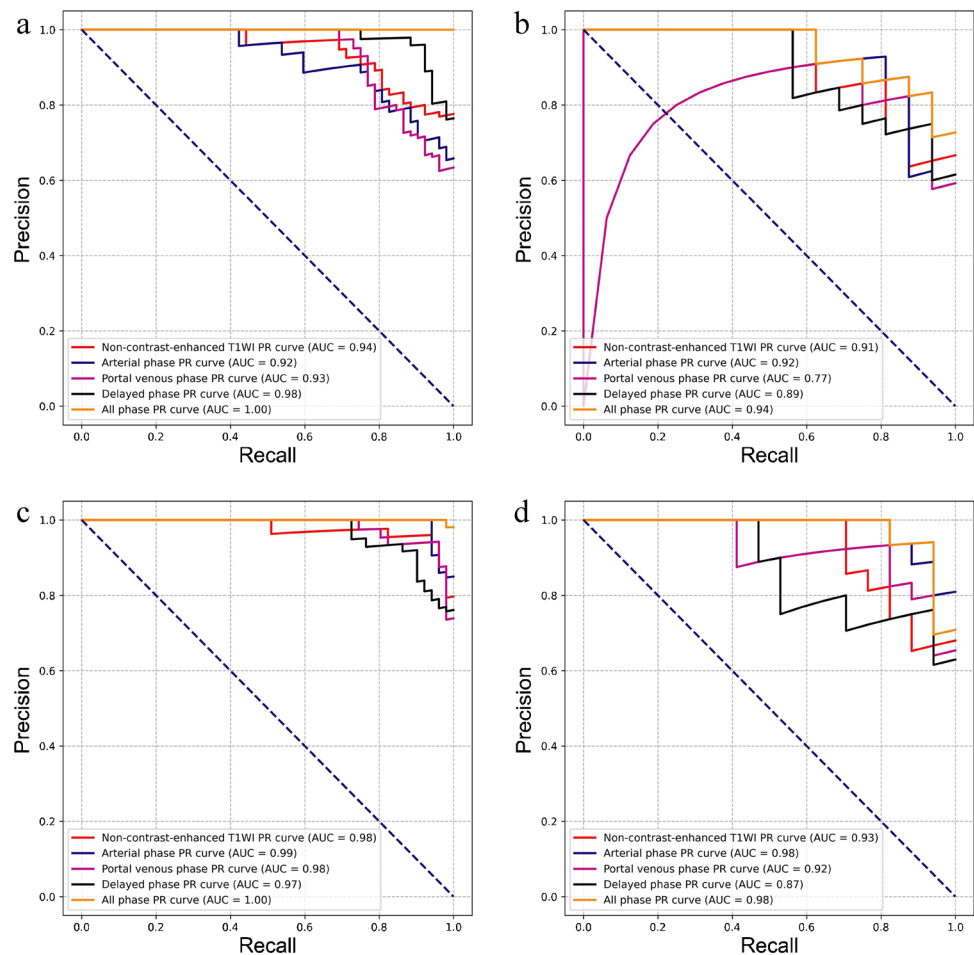 a
1.0
0.8
0.6
0.4
0.2
0.0
Precision
Non-contrast-enhanced T1WI PR curve (AUC = 0.94)
Arterial phase PR curve (AUC = 0.92)
Portal venous phase PR curve (AUC = 0.93)
Delayed phase PR curve (AUC = 0.98)
All phase PR curve (AUC = 1.00)
0.0 0.2 0.4 0.6 0.8 1.0
Recall
b
1.0
0.8
0.6
0.4
0.2
0.0
Precision
Non-contrast-enhanced T1WI PR curve (AUC = 0.91)
Arterial phase PR curve (AUC = 0.92)
Portal venous phase PR curve (AUC = 0.77)
Delayed phase PR curve (AUC = 0.89)
All phase PR curve (AUC = 0.94)
0.0 0.2 0.4 0.6 0.8 1.0
Recall
c
1.0
0.8
0.6
0.4
0.2
0.0
Precision
Non-contrast-enhanced T1WI PR curve (AUC = 0.98)
Arterial phase PR curve (AUC = 0.99)
Portal venous phase PR curve (AUC = 0.98)
Delayed phase PR curve (AUC = 0.97)
All phase PR curve (AUC = 1.00)
0.0 0.2 0.4 0.6 0.8 1.0
Recall
d
1.0
0.8
0.6
0.4
0.2
0.0
Precision
Non-contrast-enhanced T1WI PR curve (AUC = 0.93)
Arterial phase PR curve (AUC = 0.98)
Portal venous phase PR curve (AUC = 0.92)
Delayed phase PR curve (AUC = 0.87)
All phase PR curve (AUC = 0.98)
0.0 0.2 0.4 0.6 0.8 1.0
Recall